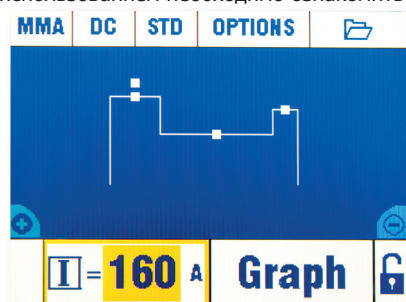 использованием необходимо ознакомить
MMA DC STD OPTIONS
I = 160 A Graph